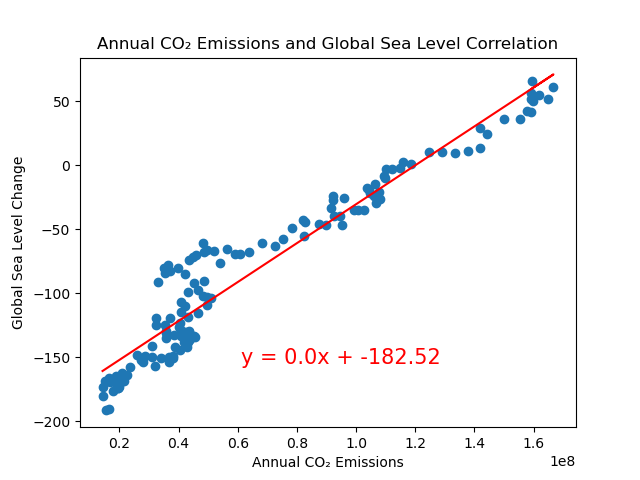 Annual CO₂ Emissions and Global Sea Level Correlation
Global Sea Level Change
50
0
−50
−100
−150
−200
y = 0.0x + -182.52
0.2
0.4
0.6
0.8
1.0
1.2
1.4
1.6
1e8
Annual CO₂ Emissions